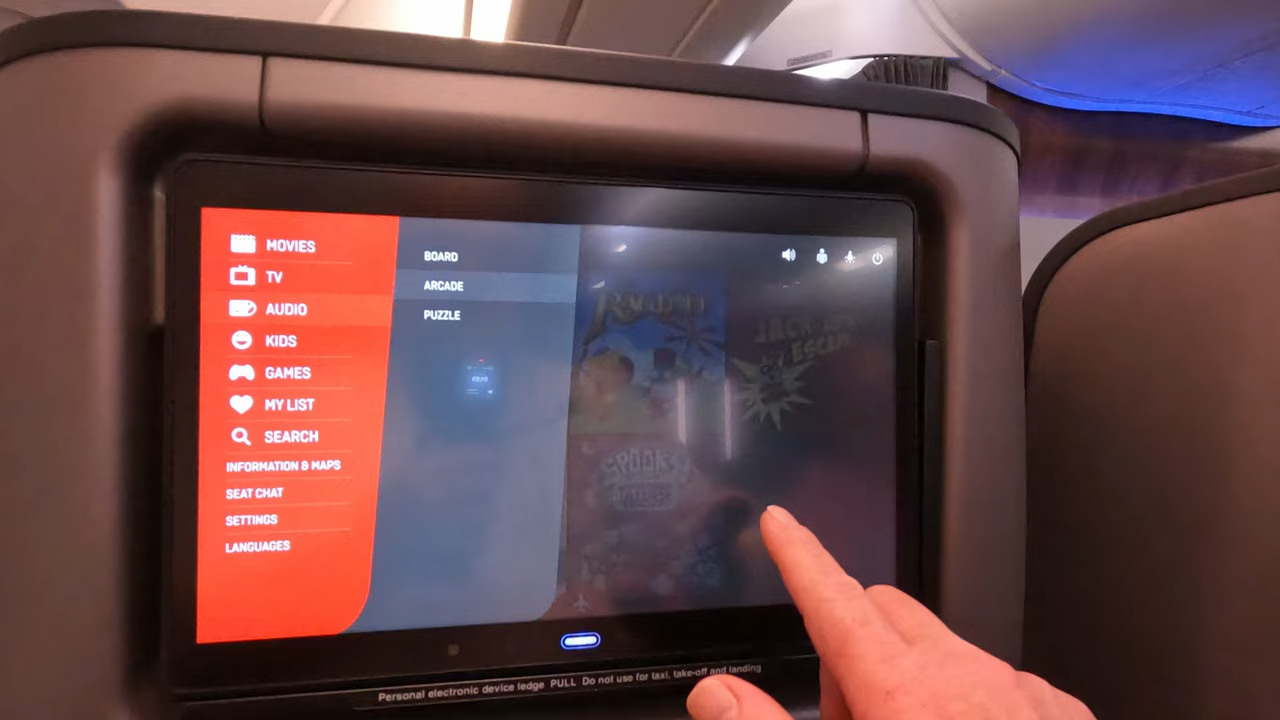 MOVIES
TV
AUDIO
KIDS
GAMES
MY LIST
SEARCH
INFORMATION & MAPS
SEAT CHAT
SETTINGS
LANGUAGES
BOARD
ARCADE
PUZZLE
SPOOKY
Personal electronic device ledge PULL Do not use for taxi, take-off and landing